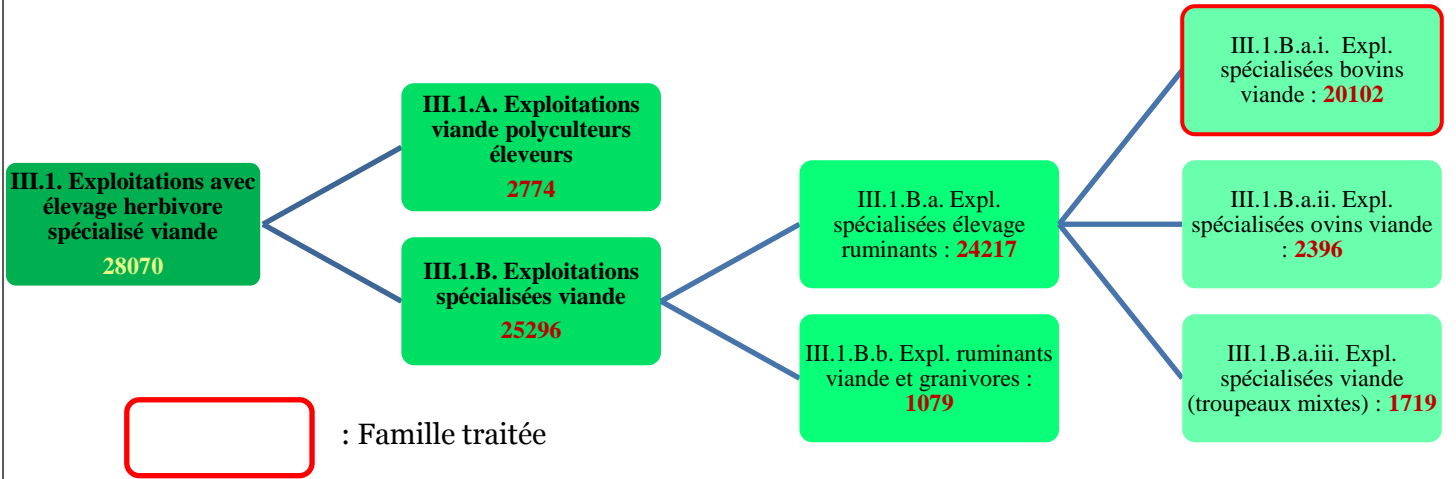 III.1. Exploitations avec
élevage herbivore
spécialisé viande
28070
III.1.A. Exploitations
viande polyculteurs
éleveurs
2774
III.1.B. Exploitations
spécialisées viande
25296
III.1.B.a. Expl.
spécialisées élevage
ruminants : 24217
III.1.B.b. Expl. ruminants
viande et granivores :
1079
III.1.B.a.i. Expl.
spécialisées bovins
viande : 20102
III.1.B.a.ii. Expl.
spécialisées ovins viande
: 2396
III.1.B.a.iii. Expl.
spécialisées viande
(troupeaux mixtes) : 1719
: Famille traitée